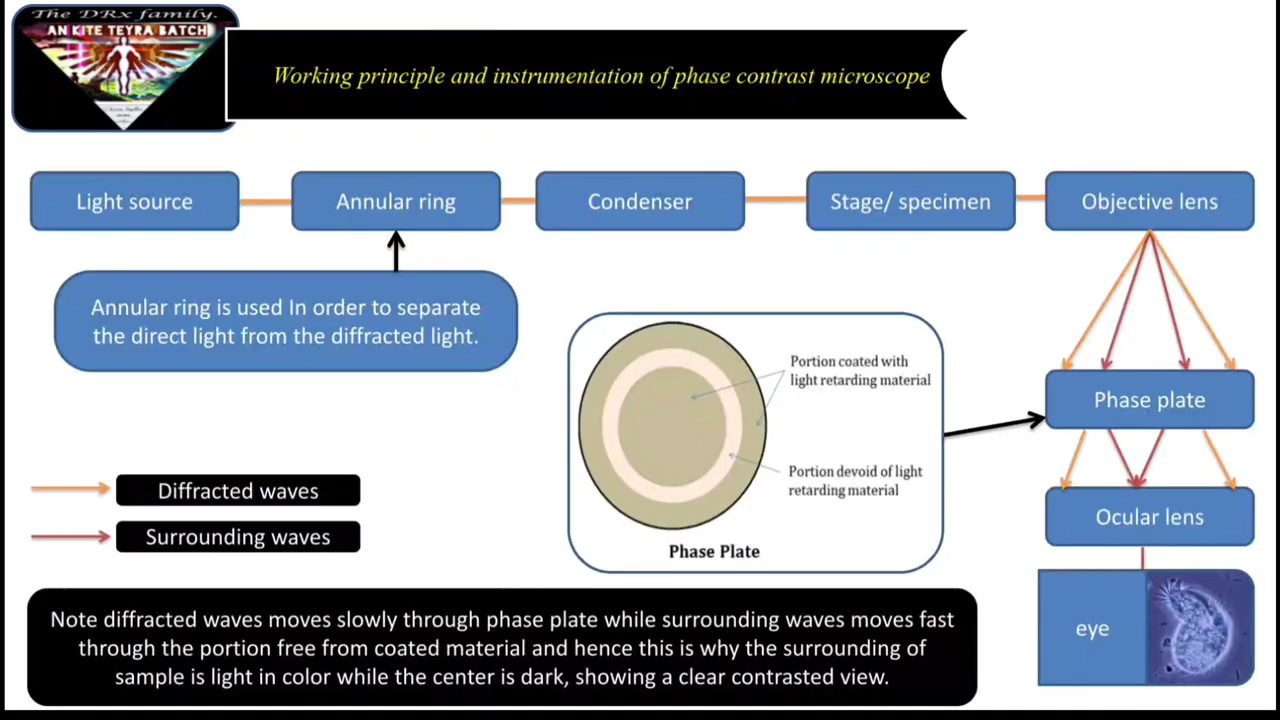 The DRx family.
AN KITE TEYRA BATCH
Working principle and instrumentation of phase contrast microscope
Light source
Annular ring
Condenser
Stage/ specimen
Objective lens
Annular ring is used In order to separate
the direct light from the diffracted light.
Portion coated with
light retarding material
Portion devoid of light
retarding material
Phase Plate
Phase plate
Diffracted waves
Surrounding waves
Ocular lens
eye
Note diffracted waves moves slowly through phase plate while surrounding waves moves fast
through the portion free from coated material and hence this is why the surrounding of
sample is light in color while the center is dark, showing a clear contrasted view.